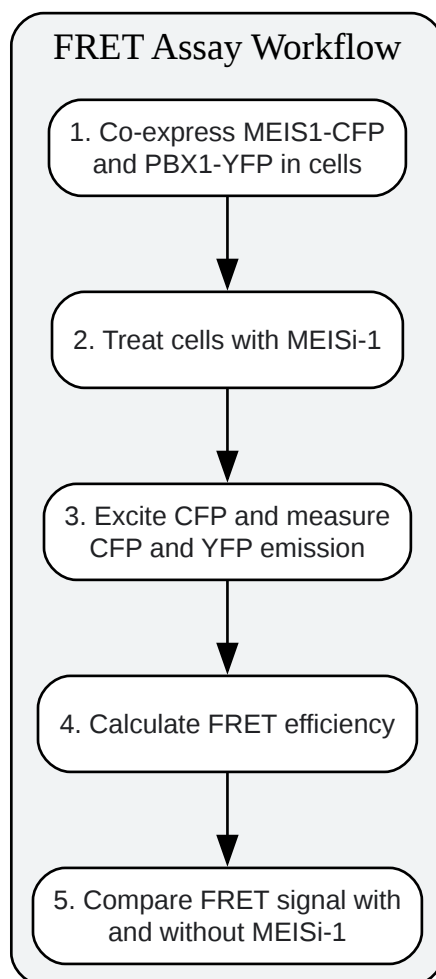 FRET Assay Workflow
1. Co-express MEIS1-CFP
and PBX1-YFP in cells
2. Treat cells with MEISi-1
3. Excite CFP and measure
CFP and YFP emission
4. Calculate FRET efficiency
5. Compare FRET signal with
and without MEISi-1